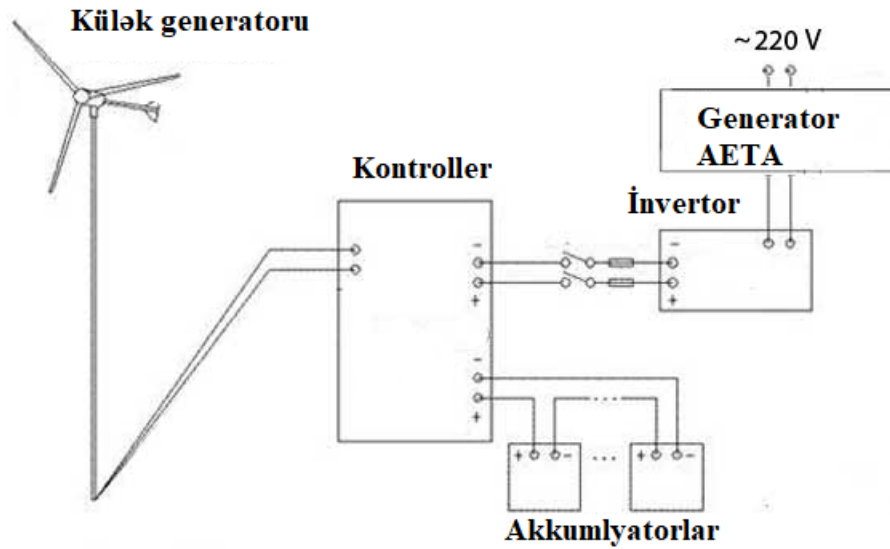 Külək generatoru
~220 V
Generator
AETA
Kontroller
İnvertor
-
-
+
+
-
+
+
-
...
+
-
...
Akkumlyatorlar